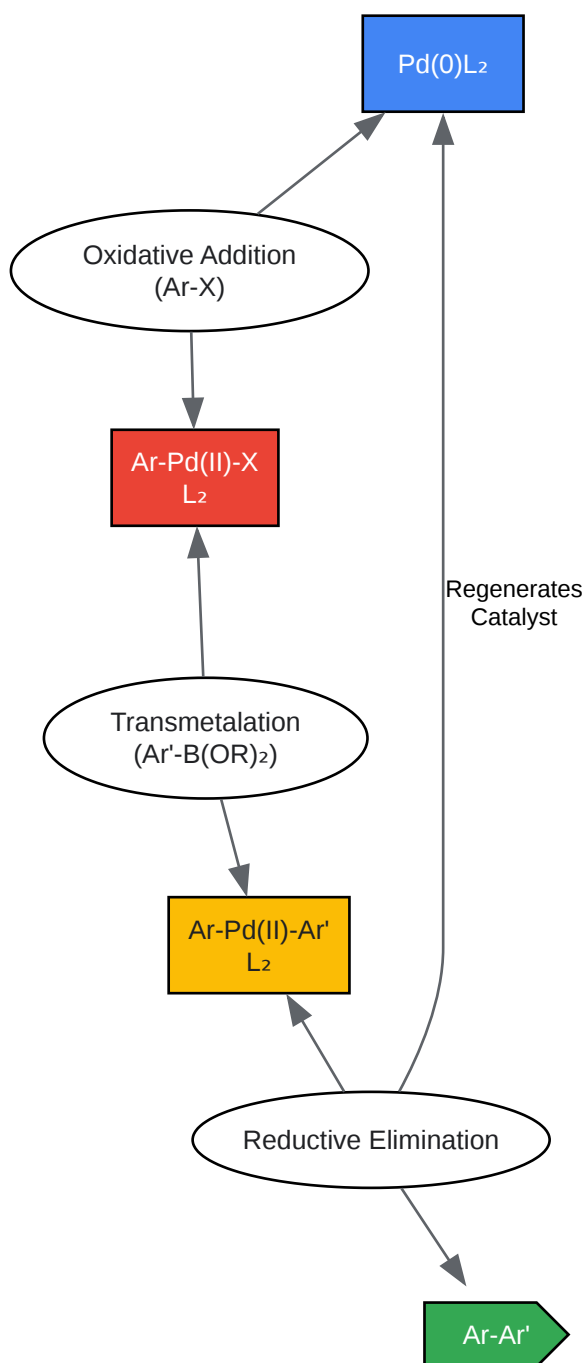 Pd(0)L₂
Oxidative Addition
(Ar-X)
Ar-Pd(II)-X
L₂
Regenerates
Catalyst
Transmetalation
(Ar'-B(OR)₂)
Ar-Pd(II)-Ar'
L₂
Reductive Elimination
Ar-Ar'